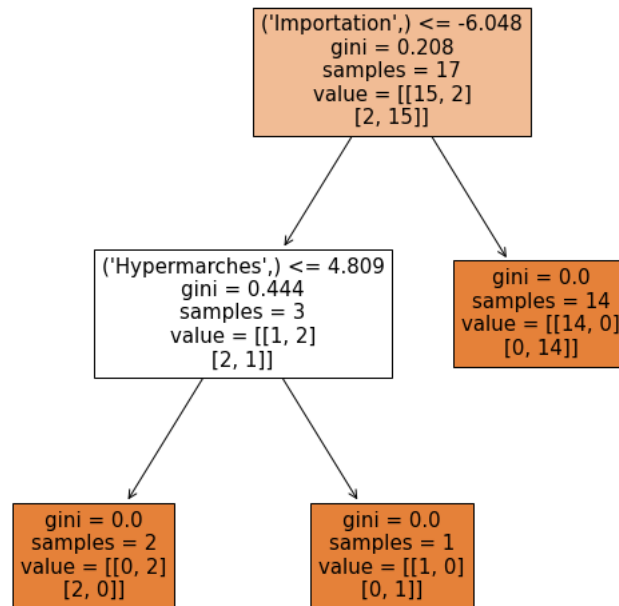 ('Importation',) <= -6.048
gini = 0.208
samples = 17
value = [[15, 2]
[2, 15]]
('Hypermarches',) <= 4.809
gini = 0.444
samples = 3
value = [[1, 2]
[2, 1]]
gini = 0.0
samples = 14
value = [[14, 0]
[0, 14]]
gini = 0.0
samples = 2
value = [[0, 2]
[2, 0]]
gini = 0.0
samples = 1
value = [[1, 0]
[0, 1]]